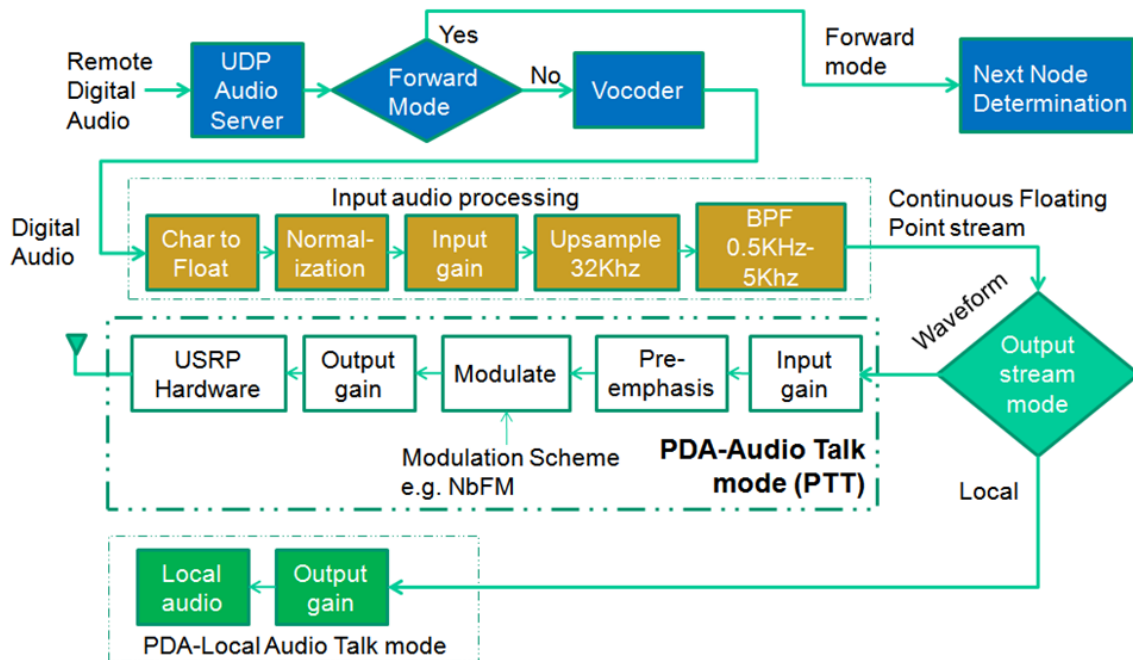 Remote
Digital
Audio
UDP
Audio
Server
Forward
Mode
Yes
No
Vocoder
Forward
mode
Next Node
Determination
Digital
Audio
Input audio processing
Char to
Float
Normal-
ization
Input
gain
Upsample
32Khz
BPF
0.5KHz-
5Khz
Continuous Floating
Point stream
Waveform
Output
stream
mode
Local
USRP
Hardware
Output
gain
Modulate
Pre-
emphasis
Input
gain
Modulation Scheme
e.g. NbFM
PDA-Audio Talk
mode (PTT)
Local
audio
Output
gain
PDA-Local Audio Talk mode